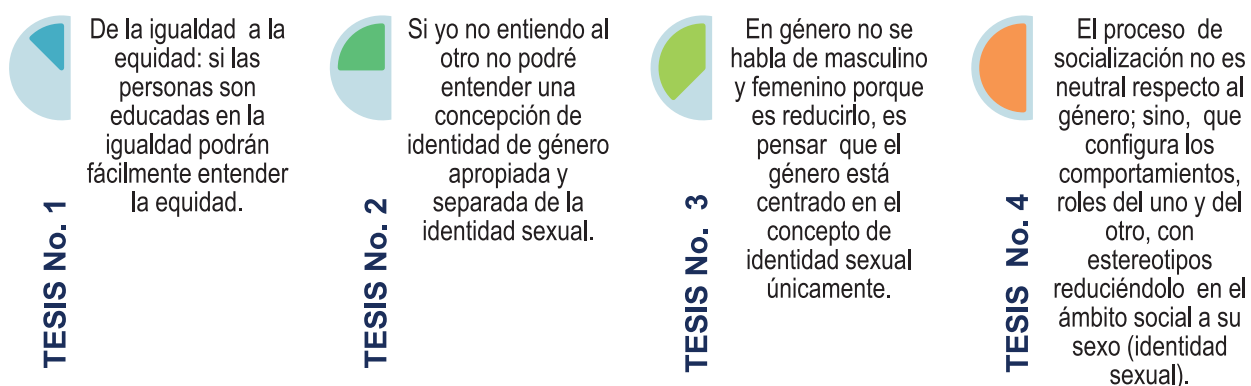 TESIS No. 1
De la igualdad a la
equidad: si las
personas son
educadas en la
igualdad podrán
fácilmente entender
la equidad.
TESIS No. 2
Si yo no entiendo al
otro no podré
entender una
concepción de
identidad de género
apropiada y
separada de la
identidad sexual.
TESIS No. 3
En género no se
habla de masculino
y femenino porque
es reducirlo, es
pensar que el
género está
centrado en el
concepto de
identidad sexual
únicamente.
TESIS No. 4
El proceso de
socialización no es
neutral respecto al
género; sino, que
configura los
comportamientos,
roles del uno y del
otro, con
estereotipos
reduciéndolo en el
ámbito social a su
sexo (identidad
sexual).